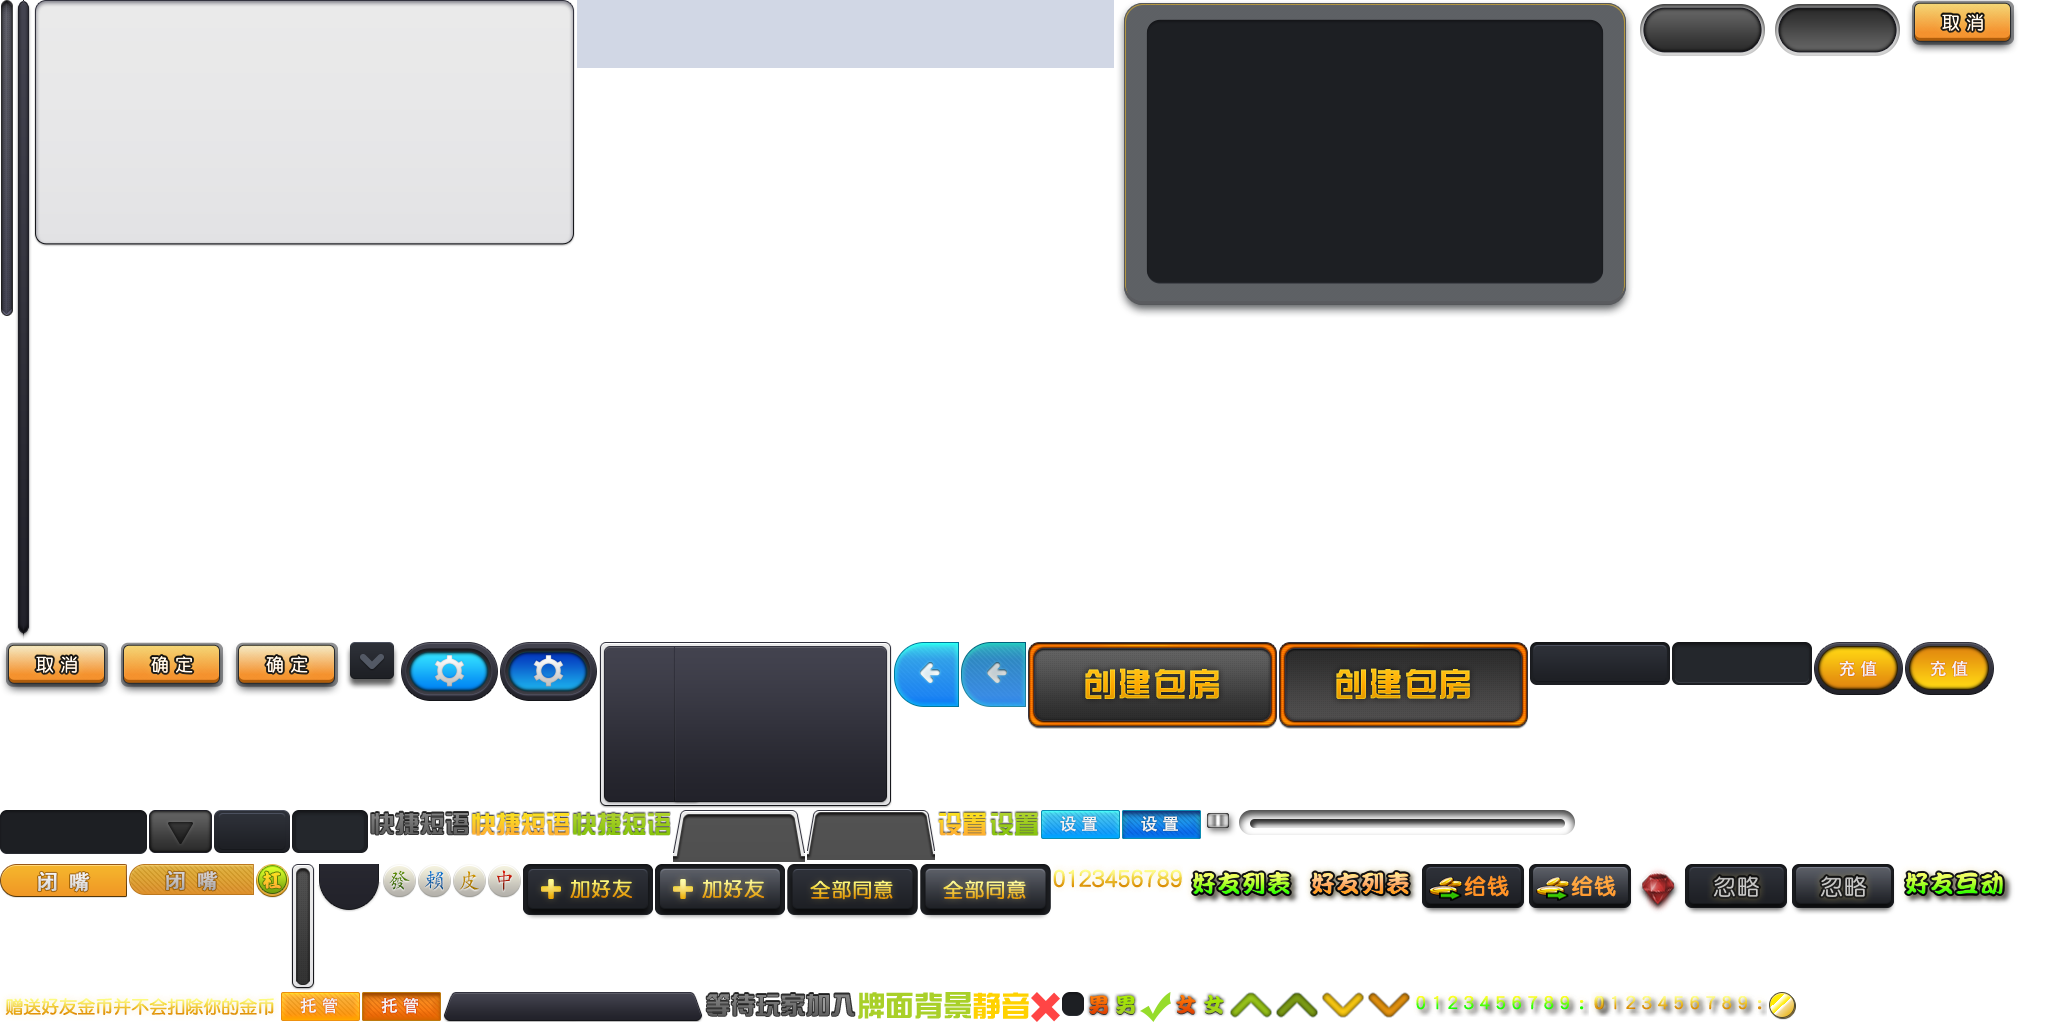 取消
取消 确定 确定 创建包房 创建包房 充值 充值
快捷短语 快捷短语 快捷短语 设置 设置 设置 设置
闭嘴 闭嘴 杠 發 賴 皮 中 加好友 加好友 全部同意 全部同意 0123456789 好友列表 好友列表 给钱 给钱 忽略 忽略 好友互动
赠送好友金币并不会扣除你的金币 托管 托管 等待玩家加入 牌面背景 静音 男 男 女 女 0123456789: 0123456789: